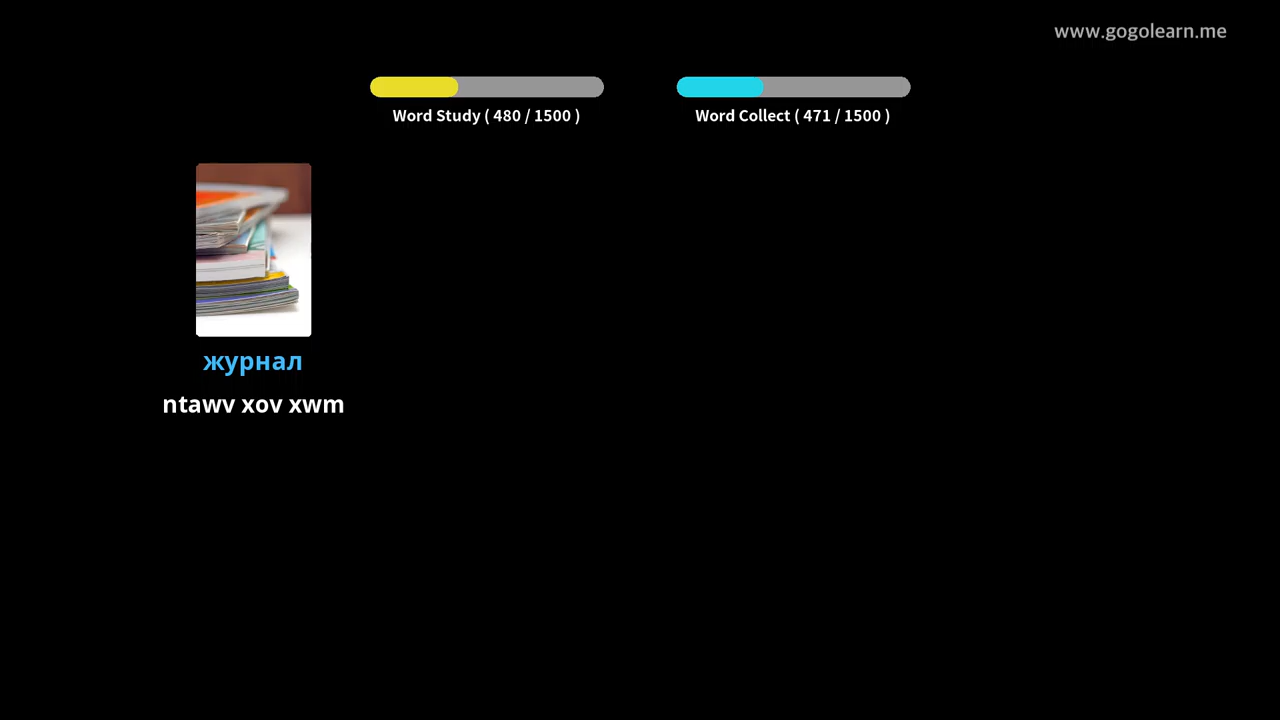 www.gogolearn.me
Word Study ( 480 / 1500 )
Word Collect ( 471 / 1500 )
журнал
ntawv xov xwm